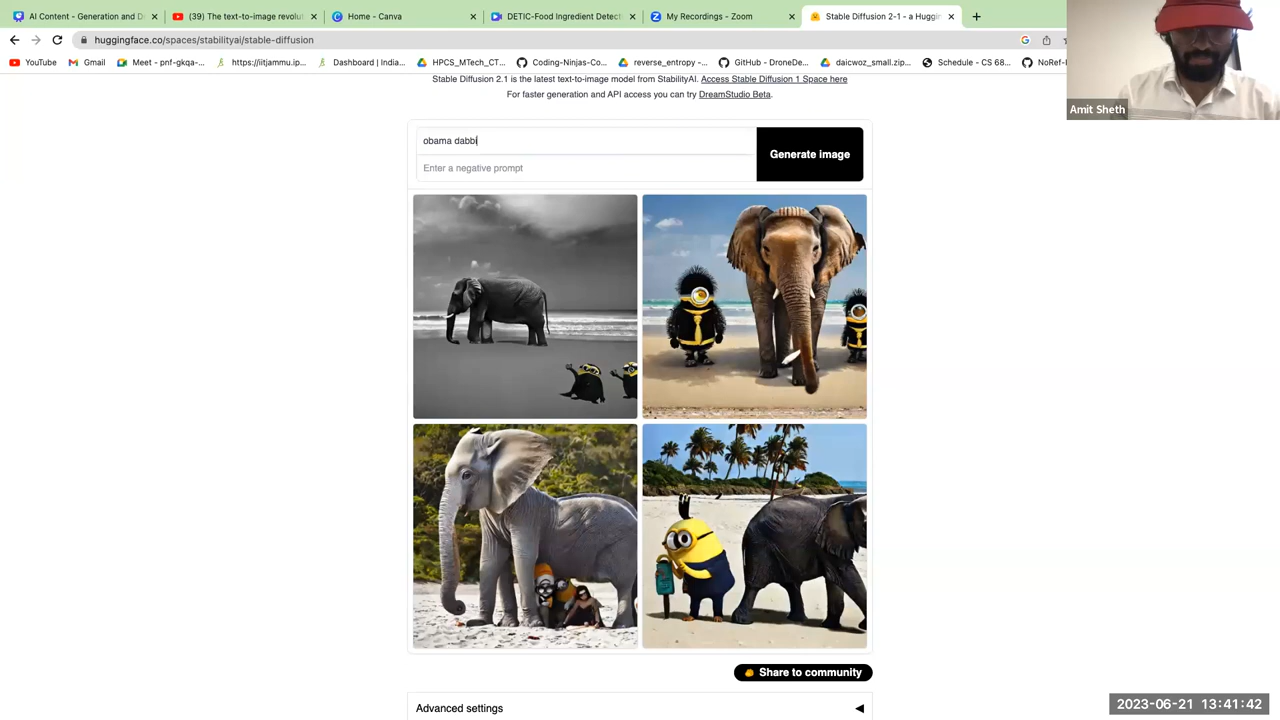 AI Content - Generation and D
(39) The text-to-image revolut
Home - Canva
DETIC-Food Ingredient Detect
My Recordings - Zoom
Stable Diffusion 2-1 - a Huggin
huggingface.co/spaces/stabilityai/stable-diffusion
YouTube
Gmail
Meet - pnf-gkqa-...
https://iitjammu.ip...
Dashboard | India...
HPCS_MTech_CT...
Coding-Ninjas-Co...
reverse_entropy -...
GitHub - DroneDe...
daicwoz_small.zip...
Schedule - CS 68...
NoRef-
Amit Sheth
Stable Diffusion 2.1 is the latest text-to-image model from StabilityAI. Access Stable Diffusion 1 Space here
For faster generation and API access you can try DreamStudio Beta.
obama dabbi
Enter a negative prompt
Generate image
Share to community
Advanced settings
2023-06-21 13:41:42